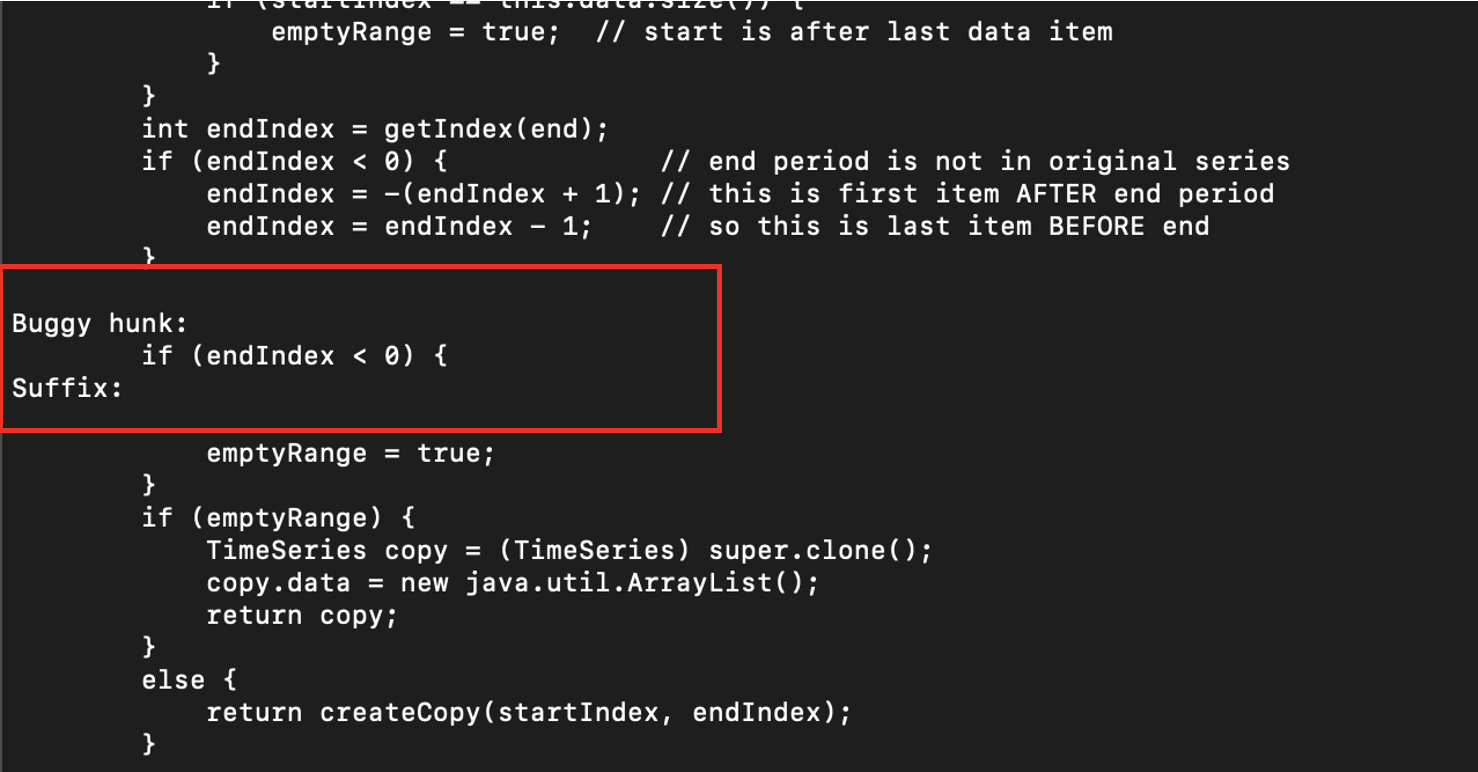 if (startIndex == this.data.size()) {
emptyRange = true;  // start is after last data item
}
}
int endIndex = getIndex(end);
if (endIndex < 0) {             // end period is not in original series
endIndex = -(endIndex + 1); // this is first item AFTER end period
endIndex = endIndex - 1;    // so this is last item BEFORE end
}
Buggy hunk:
if (endIndex < 0) {
Suffix:
emptyRange = true;
}
if (emptyRange) {
TimeSeries copy = (TimeSeries) super.clone();
copy.data = new java.util.ArrayList();
return copy;
}
else {
return createCopy(startIndex, endIndex);
}